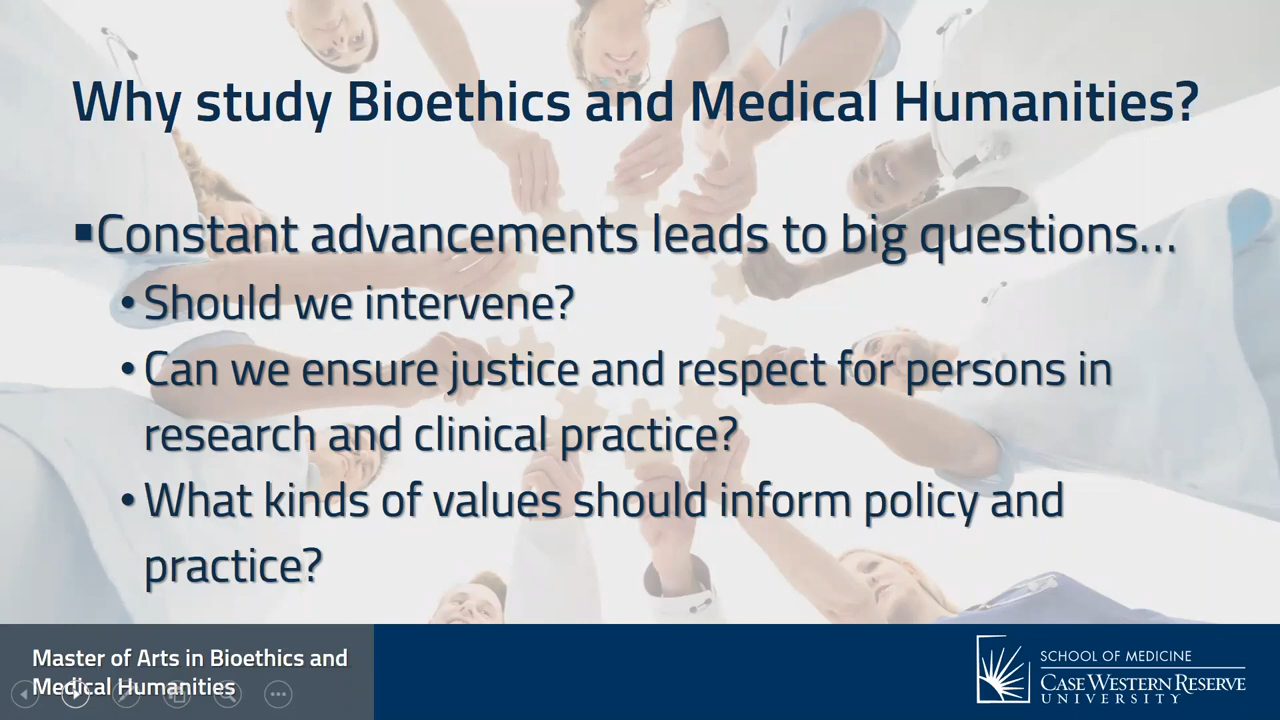 Why study Bioethics and Medical Humanities?
▪Constant advancements leads to big questions...
• Should we intervene?
• Can we ensure justice and respect for persons in
research and clinical practice?
• What kinds of values should inform policy and
practice?
Master of Arts in Bioethics and
Medical Humanities
SCHOOL OF MEDICINE
CASE WESTERN RESERVE
UNIVERSITY